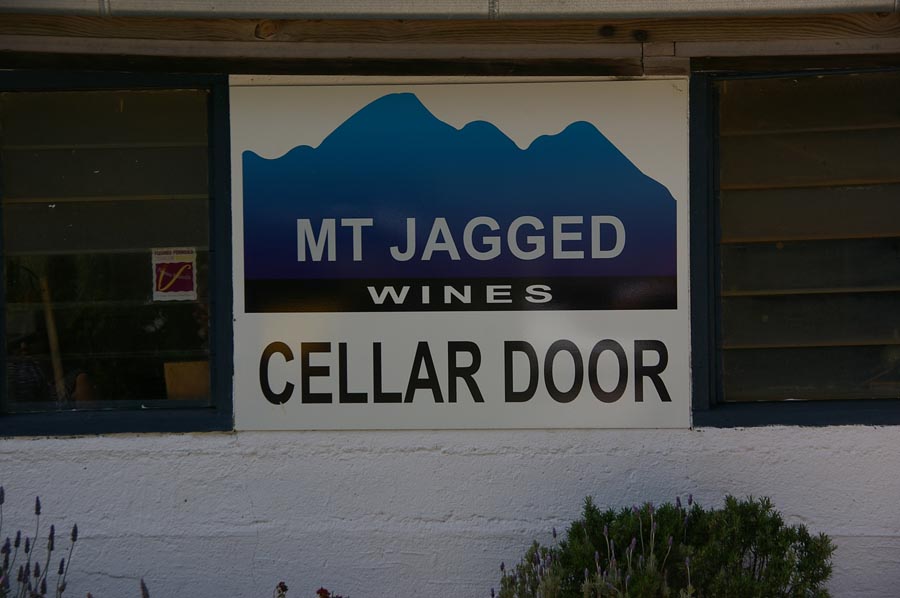 MT JAGGED
WINES
CELLAR DOOR